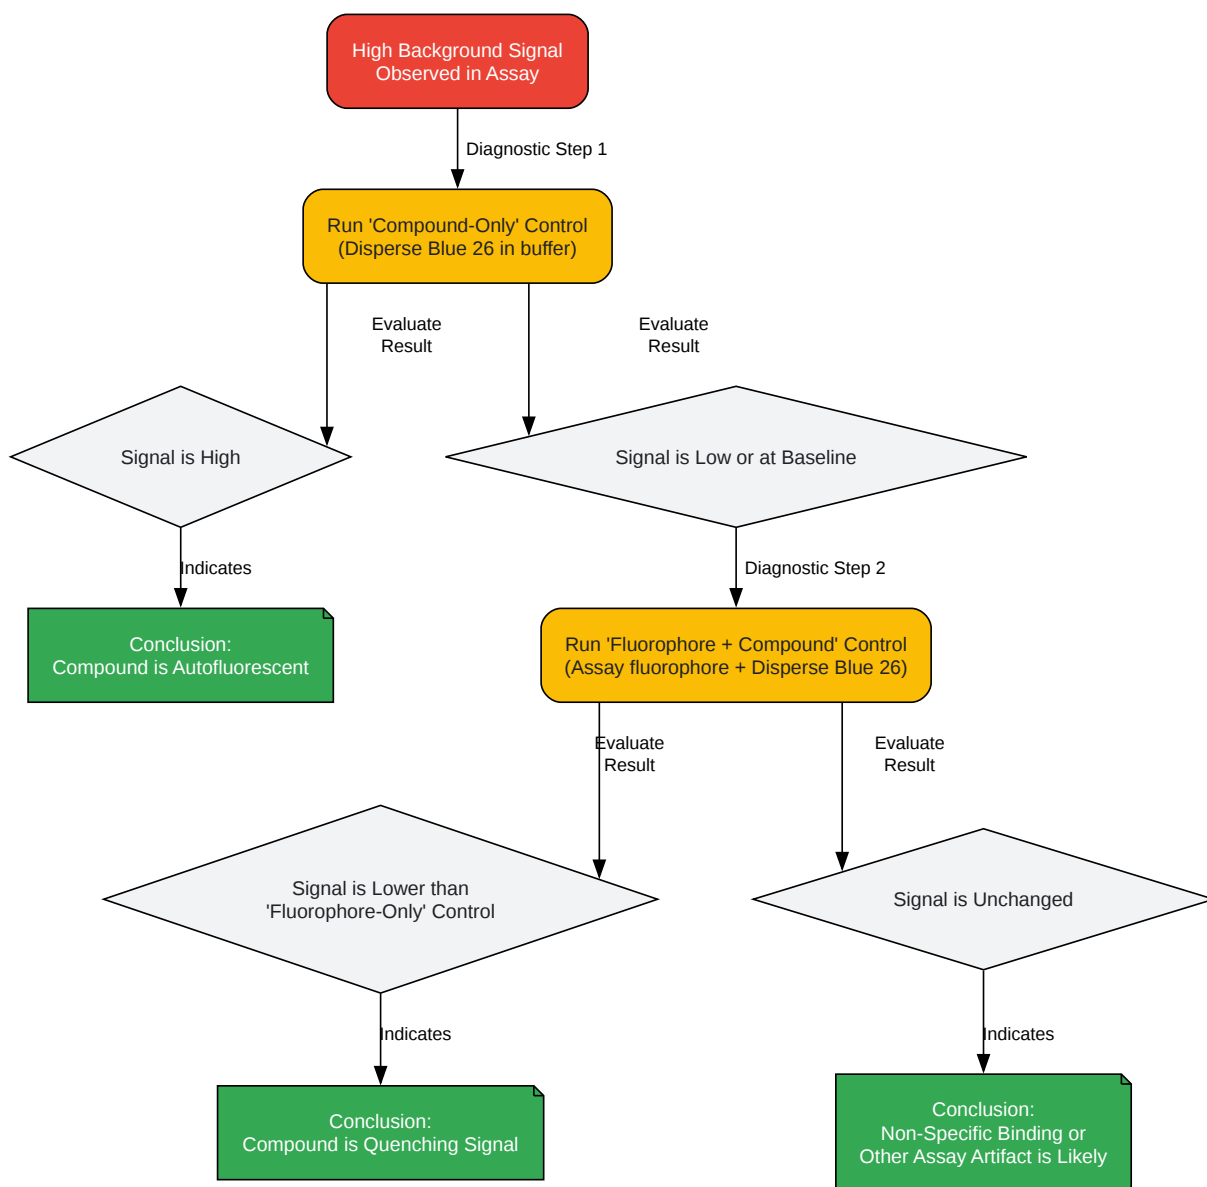 High Background Signal
Observed in Assay
Diagnostic Step 1
Run 'Compound-Only' Control
(Disperse Blue 26 in buffer)
Evaluate
Result
Evaluate
Result
Signal is High
Signal is Low or at Baseline
Indicates
Diagnostic Step 2
Conclusion:
Compound is Autofluorescent
Run 'Fluorophore + Compound' Control
(Assay fluorophore + Disperse Blue 26)
Evaluate
Result
Evaluate
Result
Signal is Lower than
'Fluorophore-Only' Control
Signal is Unchanged
Indicates
Indicates
Conclusion:
Compound is Quenching Signal
Conclusion:
Non-Specific Binding or
Other Assay Artifact is Likely